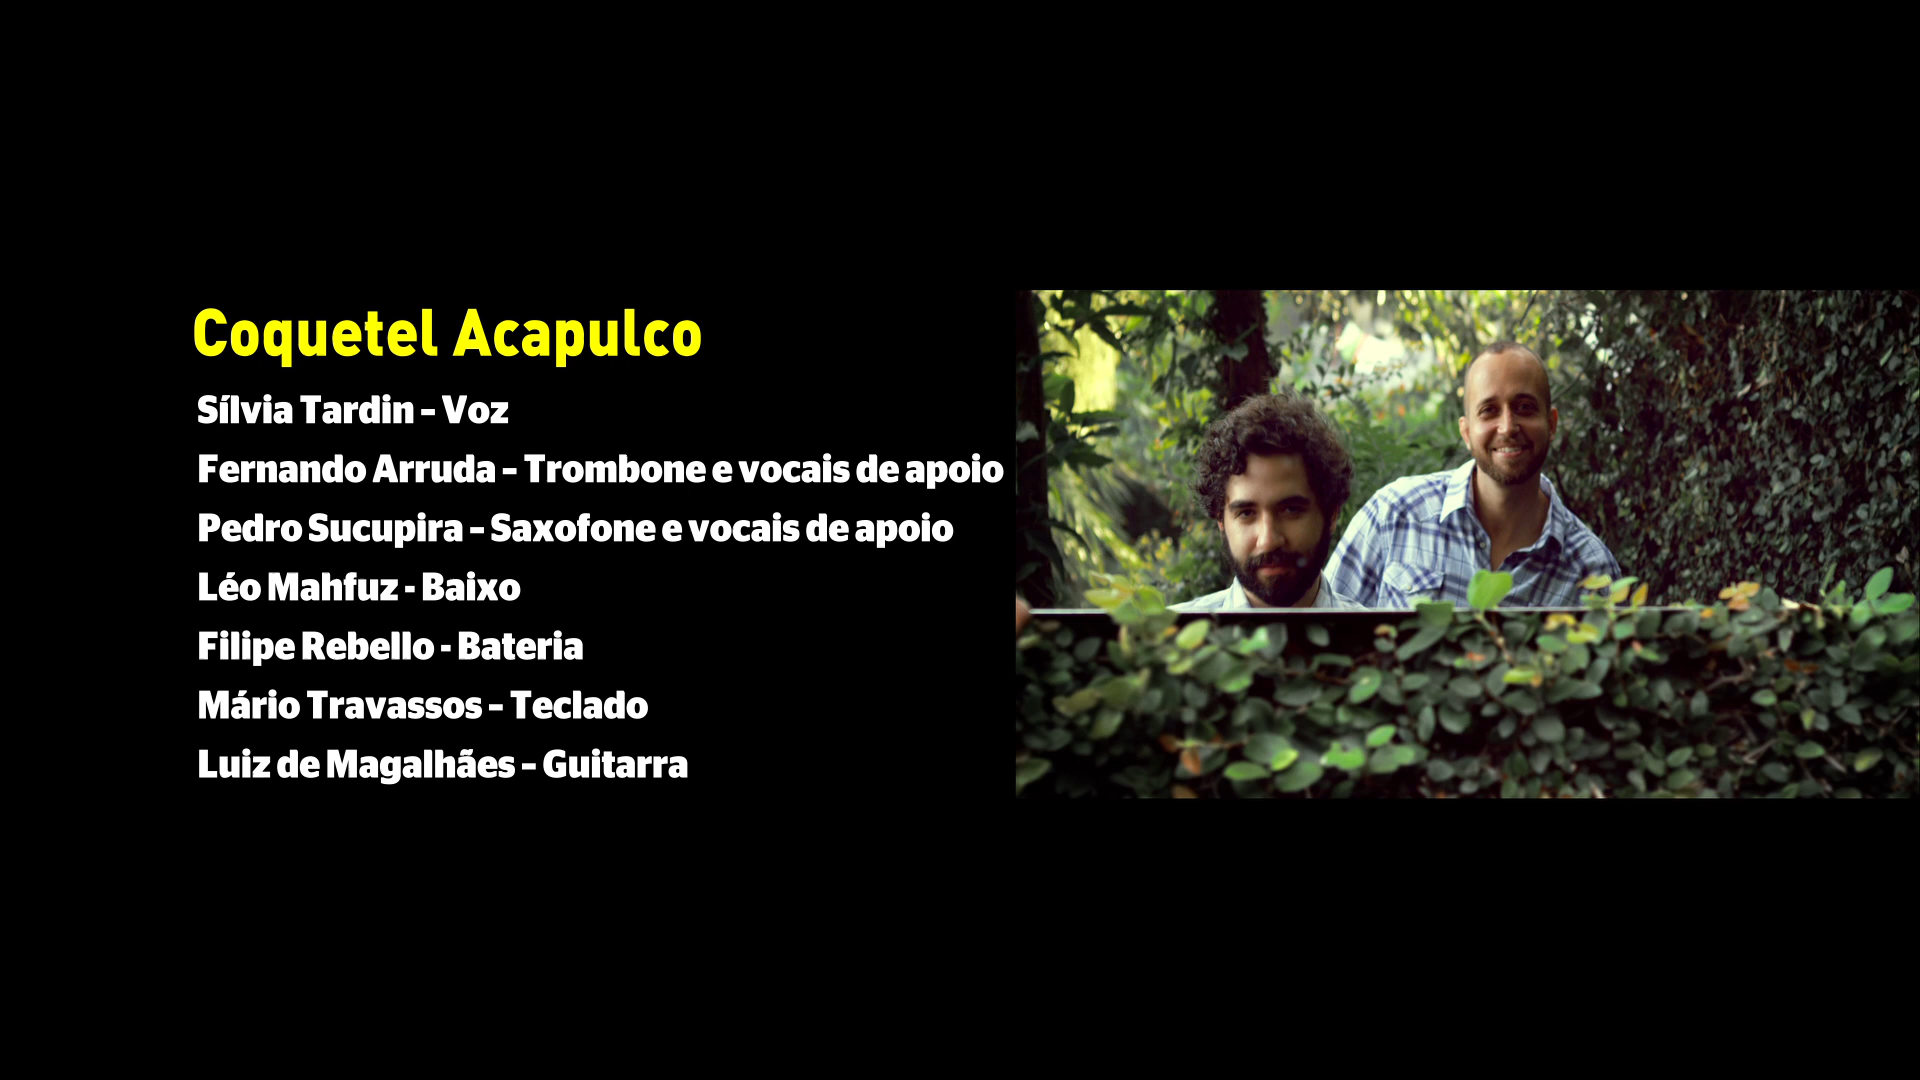 Coquetel Acapulco
Sílvia Tardin – Voz
Fernando Arruda – Trombone e vocais de apoio
Pedro Sucupira – Saxofone e vocais de apoio
Léo Mahfuz - Baixo
Filipe Rebello - Bateria
Mário Travassos – Teclado
Luiz de Magalhães – Guitarra